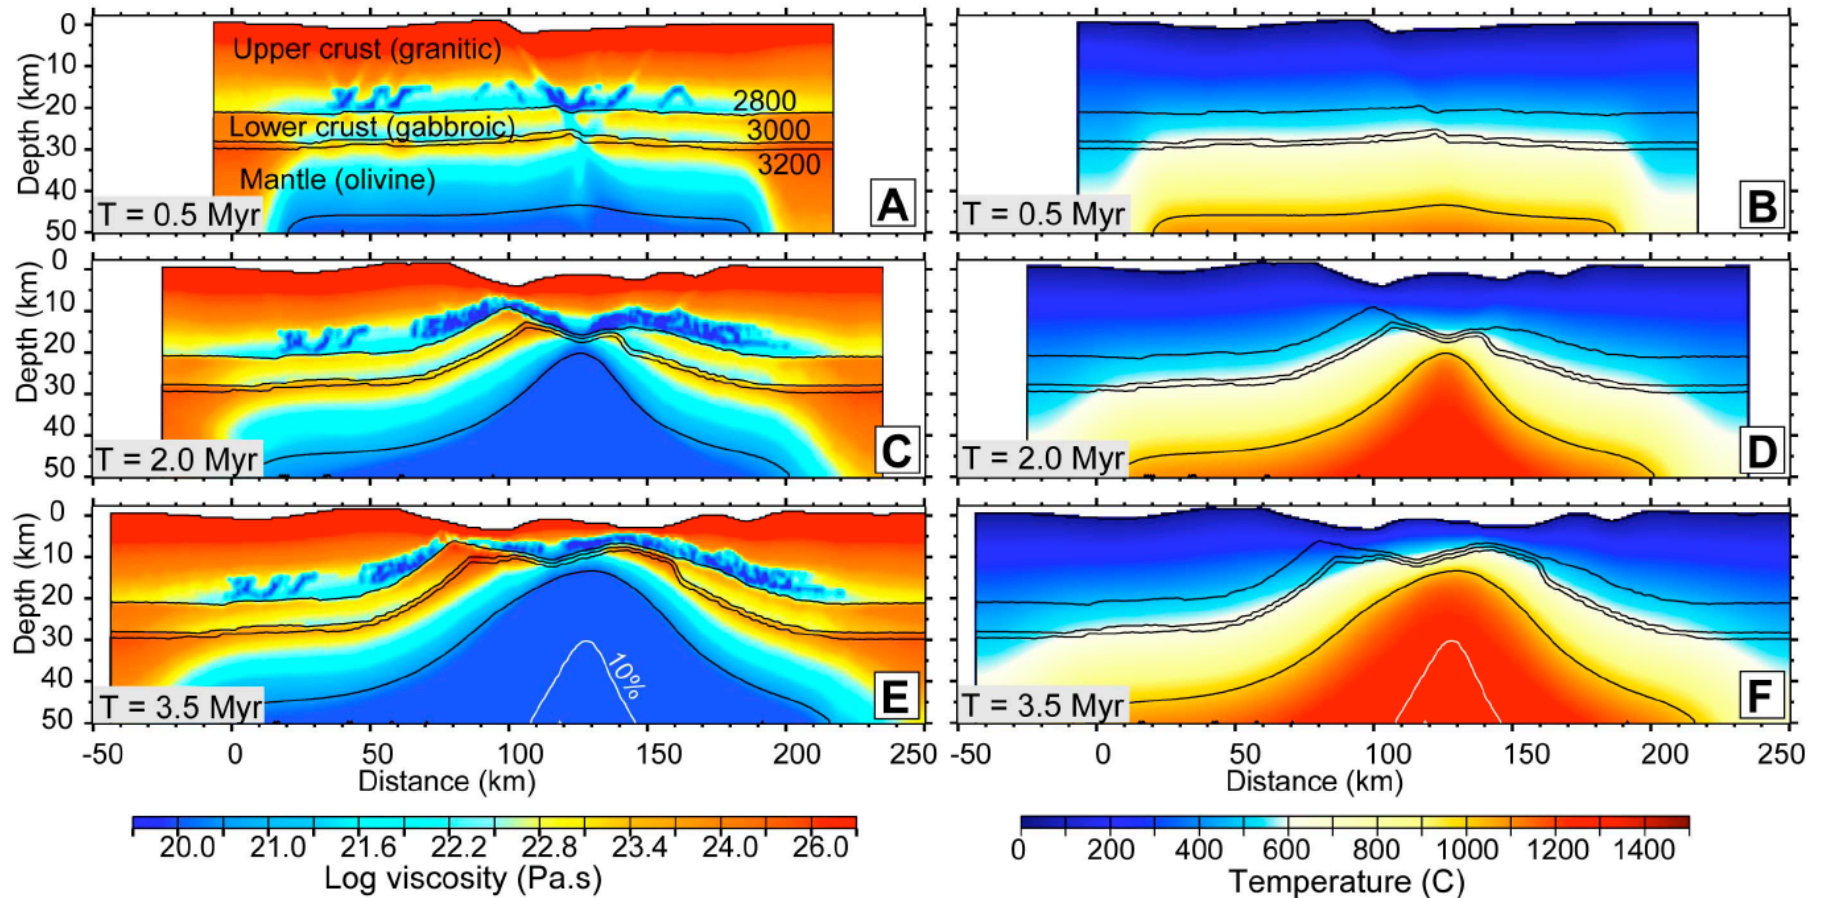 Depth (km)
0
10
20
30
40
50
Upper crust (granitic)
2800
Lower crust (gabbroic)
3000
3200
Mantle (olivine)
T = 0.5 Myr
A
T = 0.5 Myr
B
Depth (km)
0
10
20
30
40
50
T = 2.0 Myr
C
T = 2.0 Myr
D
Depth (km)
0
10
20
30
40
50
10%
T = 3.5 Myr
E
T = 3.5 Myr
F
-50 0 50 100 150 200 250
Distance (km)
-50 0 50 100 150 200 250
Distance (km)
20.0 21.0 21.6 22.2 22.8 23.4 24.0 26.0
Log viscosity (Pa.s)
0 200 400 600 800 1000 1200 1400
Temperature (C)